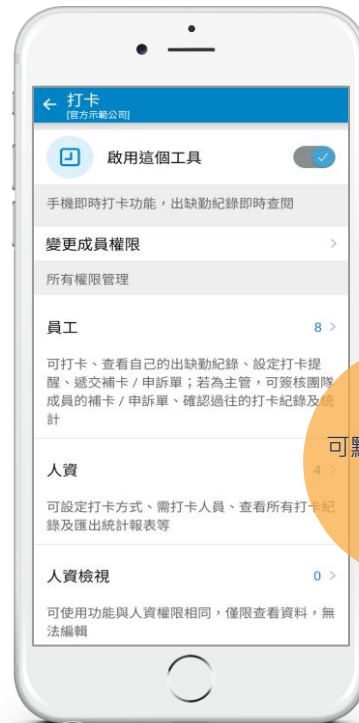 打卡
[官方示範公司]
啟用這個工具
手機即時打卡功能，出缺勤紀錄即時查閱
變更成員權限
所有權限管理
員工 8
可打卡、查看自己的出缺勤紀錄、設定打卡提
醒、遞交補卡 / 申訴單；若為主管，可簽核團隊
成員的補卡 / 申訴單、確認過往的打卡紀錄及統
計
可點
人資 4
可設定打卡方式、需打卡人員、查看所有打卡紀
錄及匯出統計報表等
人資檢視 0
可使用功能與人資權限相同，僅限查看資料，無
法編輯